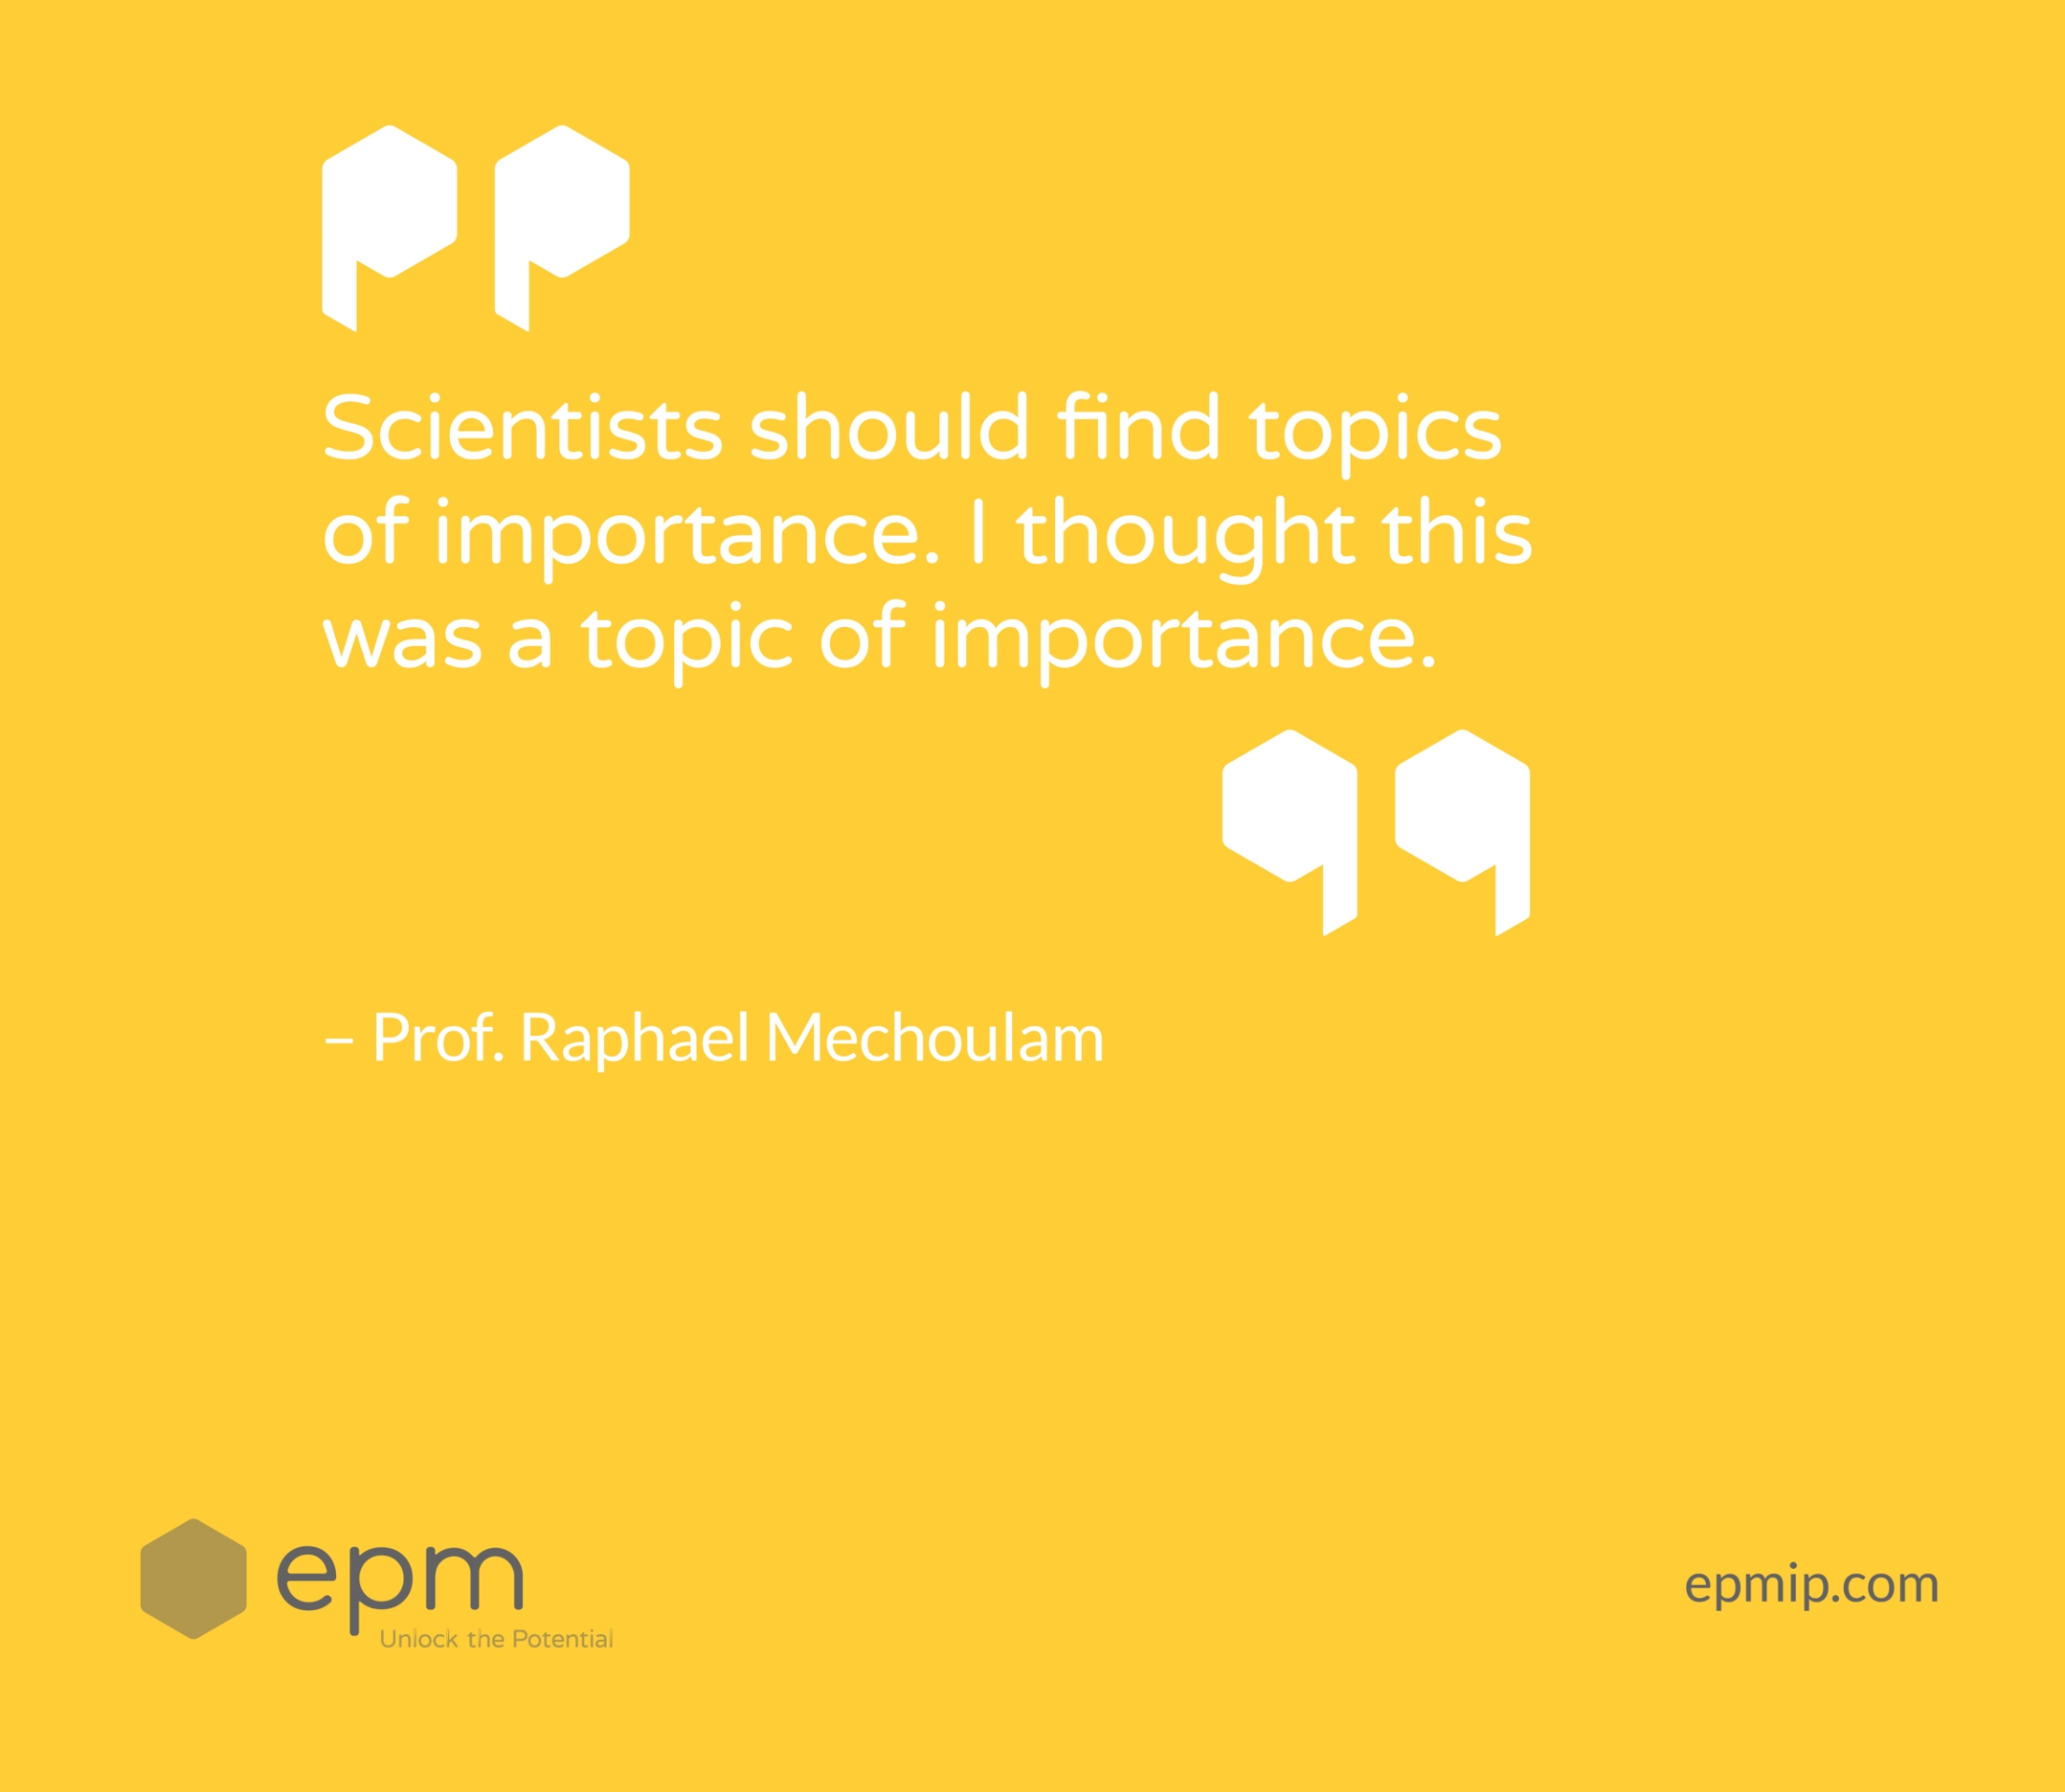 Scientists should find topics
of importance. I thought this
was a topic of importance.
– Prof. Raphael Mechoulam
epm
Unlock the Potential
epmip.com